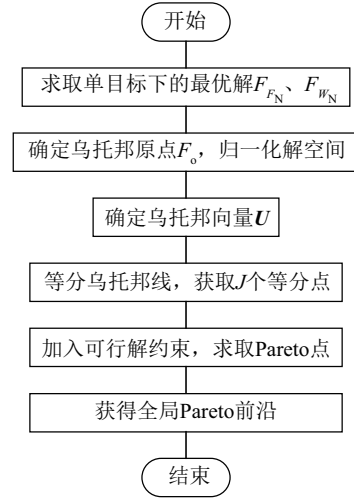 开始
求取单目标下的最优解F_{F_N}、F_{W_N}
确定乌托邦原点F_o，归一化解空间
确定乌托邦向量U
等分乌托邦线，获取J个等分点
加入可行解约束，求取Pareto点
获得全局Pareto前沿
结束